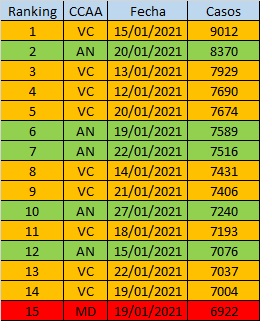 Ranking CCAA Fecha Casos
1 VC 15/01/2021 9012
2 AN 20/01/2021 8370
3 VC 13/01/2021 7929
4 VC 12/01/2021 7690
5 VC 20/01/2021 7674
6 AN 19/01/2021 7589
7 AN 22/01/2021 7516
8 VC 14/01/2021 7431
9 VC 21/01/2021 7406
10 AN 27/01/2021 7240
11 VC 18/01/2021 7193
12 AN 15/01/2021 7076
13 VC 22/01/2021 7037
14 VC 19/01/2021 7004
15 MD 19/01/2021 6922